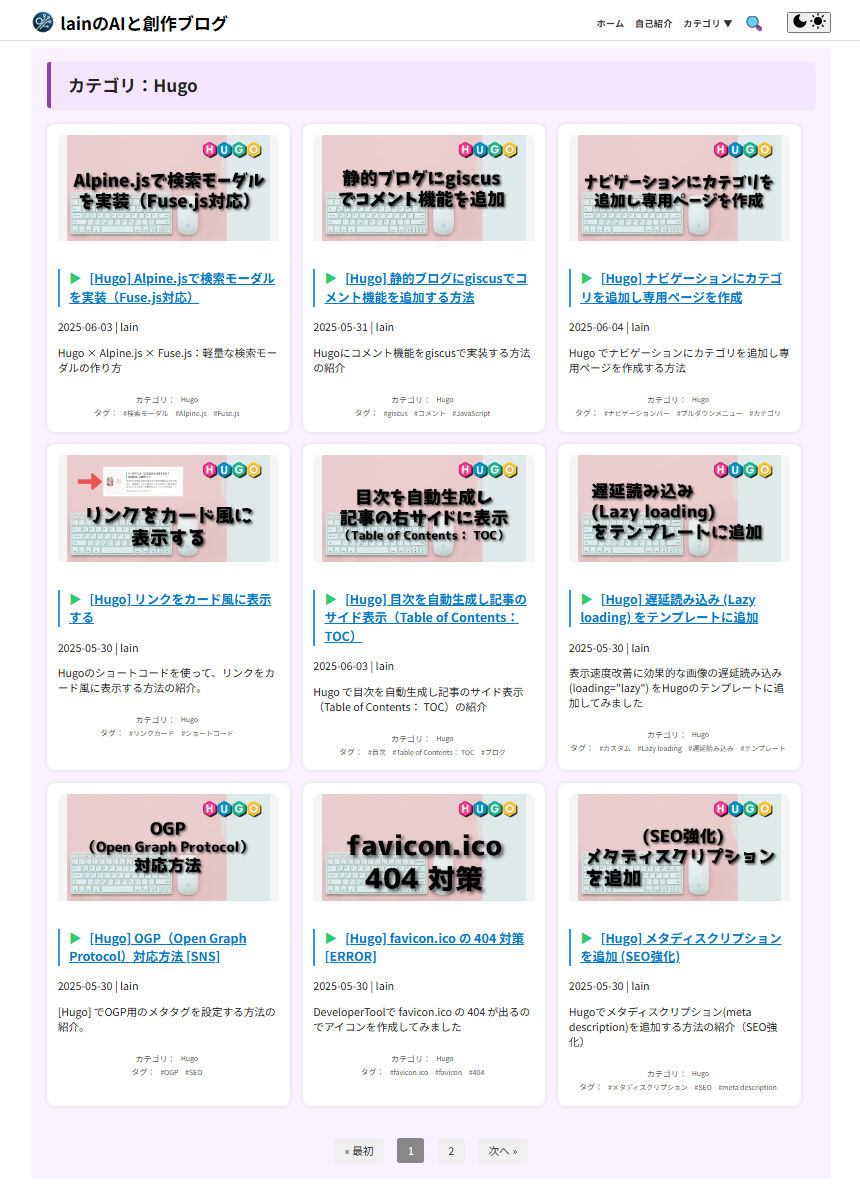 lainのAIと創作ブログ
ホーム 自己紹介 カテゴリ ▼
カテゴリ：Hugo
HUGO
Alpine.jsで検索モーダル
を実装（Fuse.js対応）
▶ [Hugo] Alpine.jsで検索モーダル
を実装（Fuse.js対応）
2025-06-03 | lain
Hugo × Alpine.js × Fuse.js：軽量な検索モー
ダルの作り方
カテゴリ： Hugo
タグ： #検索モーダル #Alpine.js #Fuse.js
HUGO
静的ブログにgiscus
でコメント機能を追加
▶ [Hugo] 静的ブログにgiscusでコ
メント機能を追加する方法
2025-05-31 | lain
Hugoにコメント機能をgiscusで実装する方法
の紹介
カテゴリ： Hugo
タグ： #giscus #コメント #JavaScript
HUGO
ナビゲーションにカテゴリを
追加し専用ページを作成
▶ [Hugo] ナビゲーションにカテゴ
リを追加し専用ページを作成
2025-06-04 | lain
Hugo でナビゲーションにカテゴリを追加し専
用ページを作成する方法
カテゴリ： Hugo
タグ： #ナビゲーションバー #プルダウンメニュー #カテゴリ
HUGO
リンクをカード風に
表示する
▶ [Hugo] リンクをカード風に表示
する
2025-05-30 | lain
Hugoのショートコードを使って、リンクをカ
ード風に表示する方法の紹介。
カテゴリ： Hugo
タグ： #リンクカード #ショートコード
HUGO
目次を自動生成し
記事の右サイドに表示
（Table of Contents： TOC）
▶ [Hugo] 目次を自動生成し記事の
サイド表示（Table of Contents：
TOC）
2025-06-03 | lain
Hugo で目次を自動生成し記事のサイド表示
（Table of Contents： TOC）の紹介
カテゴリ： Hugo
タグ： #目次 #Table of Contents： TOC #ブログ
HUGO
遅延読み込み
(Lazy loading)
をテンプレートに追加
▶ [Hugo] 遅延読み込み (Lazy
loading) をテンプレートに追加
2025-05-30 | lain
表示速度改善に効果的な画像の遅延読み込み
(loading="lazy") をHugoのテンプレートに追
加してみました
カテゴリ： Hugo
タグ： #カスタム #Lazy loading #遅延読み込み #テンプレート
HUGO
OGP
（Open Graph Protocol）
対応方法
▶ [Hugo] OGP（Open Graph
Protocol）対応方法 [SNS]
2025-05-30 | lain
[Hugo] でOGP用のメタタグを設定する方法の
紹介。
カテゴリ： Hugo
タグ： #OGP #SEO
HUGO
favicon.ico
404 対策
▶ [Hugo] favicon.ico の 404 対策
[ERROR]
2025-05-30 | lain
DeveloperToolで favicon.ico の 404 が出るの
でアイコンを作成してみました
カテゴリ： Hugo
タグ： #favicon.ico #favicon #404
HUGO
(SEO強化)
メタディスクリプション
を追加
▶ [Hugo] メタディスクリプション
を追加 (SEO強化)
2025-05-30 | lain
Hugoでメタディスクリプション(meta
description)を追加する方法の紹介（SEO強
化）
カテゴリ： Hugo
タグ： #メタディスクリプション #SEO #meta description
« 最初 1 2 次へ »